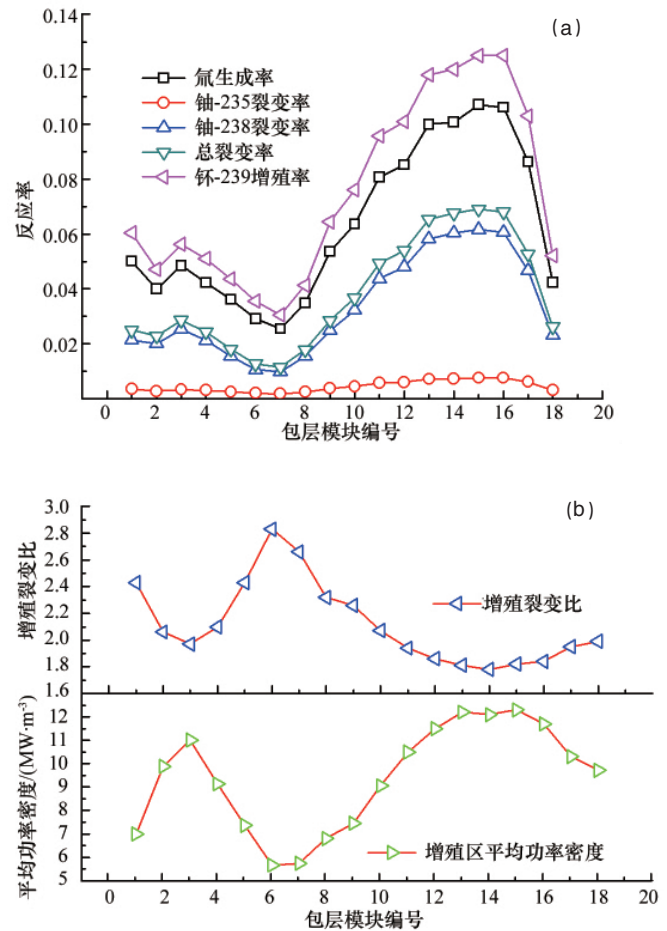 (a)
0.14
0.12
0.10
0.08
0.06
0.04
0.02
反应率
氚生成率
铀-235裂变率
铀-238裂变率
总裂变率
钚-239增殖率
0 2 4 6 8 10 12 14 16 18 20
包层模块编号
(b)
3.0
2.8
2.6
2.4
2.2
2.0
1.8
1.6
增殖裂变比
增殖裂变比
12
11
10
9
8
7
6
5
平均功率密度/(MW·m⁻³)
增殖区平均功率密度
0 2 4 6 8 10 12 14 16 18 20
包层模块编号